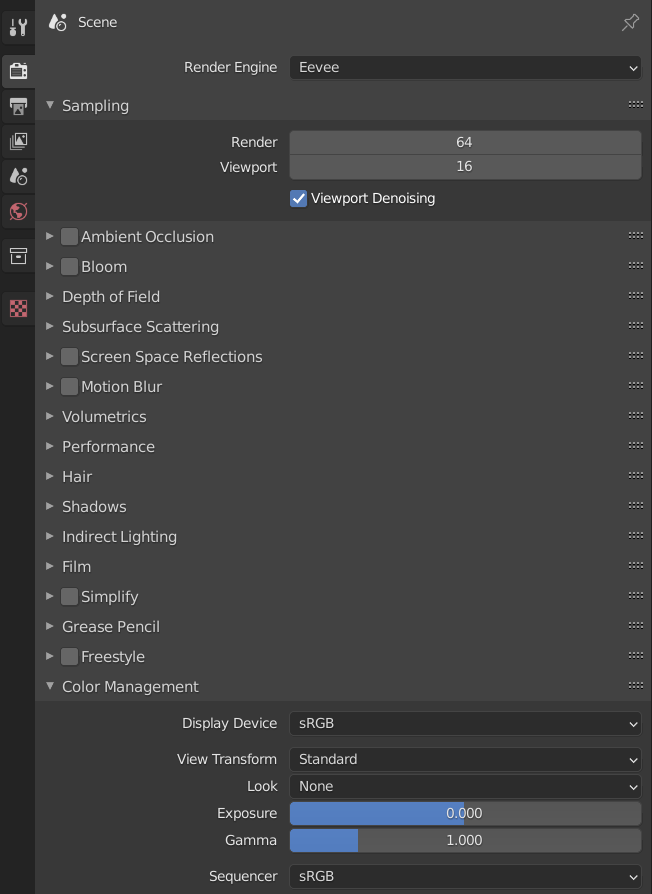 Scene
Render Engine Eevee
Sampling
Render 64
Viewport 16
Viewport Denoising
Ambient Occlusion
Bloom
Depth of Field
Subsurface Scattering
Screen Space Reflections
Motion Blur
Volumetrics
Performance
Hair
Shadows
Indirect Lighting
Film
Simplify
Grease Pencil
Freestyle
Color Management
Display Device sRGB
View Transform Standard
Look None
Exposure 0.000
Gamma 1.000
Sequencer sRGB